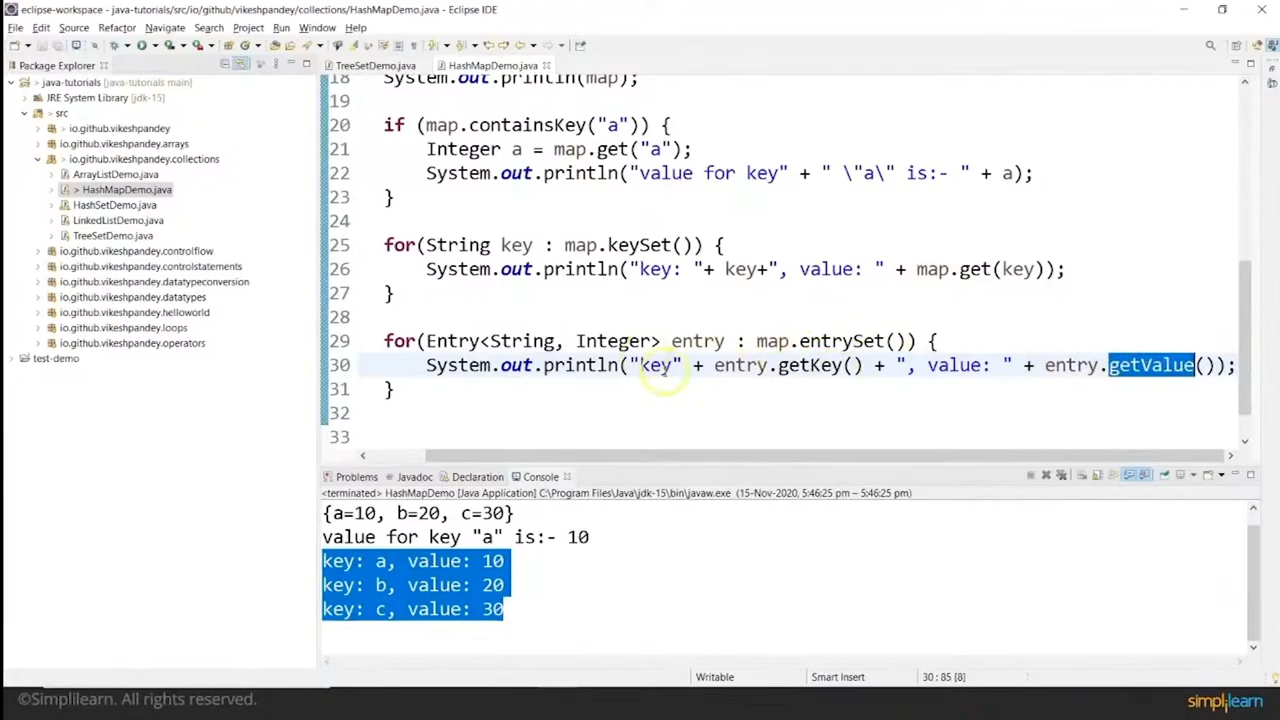 eclipse-workspace - java-tutorials/src/io/github/vikeshpandey/collections/HashMapDemo.java - Eclipse IDE
File Edit Source Refactor Navigate Search Project Run Window Help
Package Explorer
TreeSetDemo.java HashMapDemo.java
java-tutorials [java-tutorials main]
JRE System Library [jdk-15]
src
> io.github.vikeshpandey
io.github.vikeshpandey.arrays
> io.github.vikeshpandey.collections
ArrayListDemo.java
> HashMapDemo.java
HashSetDemo.java
LinkedListDemo.java
TreeSetDemo.java
io.github.vikeshpandey.controlflow
io.github.vikeshpandey.controlstatements
io.github.vikeshpandey.datatypeconversion
io.github.vikeshpandey.datatypes
io.github.vikeshpandey.helloworld
io.github.vikeshpandey.loops
io.github.vikeshpandey.operators
test-demo
18 System.out.println(map);
19
20 if (map.containsKey("a")) {
21 Integer a = map.get("a");
22 System.out.println("value for key" + " \"a\" is:- " + a);
23 }
24
25 for(String key : map.keySet()) {
26 System.out.println("key: "+ key+", value: " + map.get(key));
27 }
28
29 for(Entry<String, Integer> entry : map.entrySet()) {
30 System.out.println("key" + entry.getKey() + ", value: " + entry.getValue());
31 }
32
33
Problems Javadoc Declaration Console
<terminated> HashMapDemo [Java Application] C:\Program Files\Java\jdk-15\bin\javaw.exe (15-Nov-2020, 5:46:25 pm – 5:46:25 pm)
{a=10, b=20, c=30}
value for key "a" is:- 10
key: a, value: 10
key: b, value: 20
key: c, value: 30
Writable Smart Insert 30 : 85 [8]
©Simplilearn. All rights reserved.
simplilearn